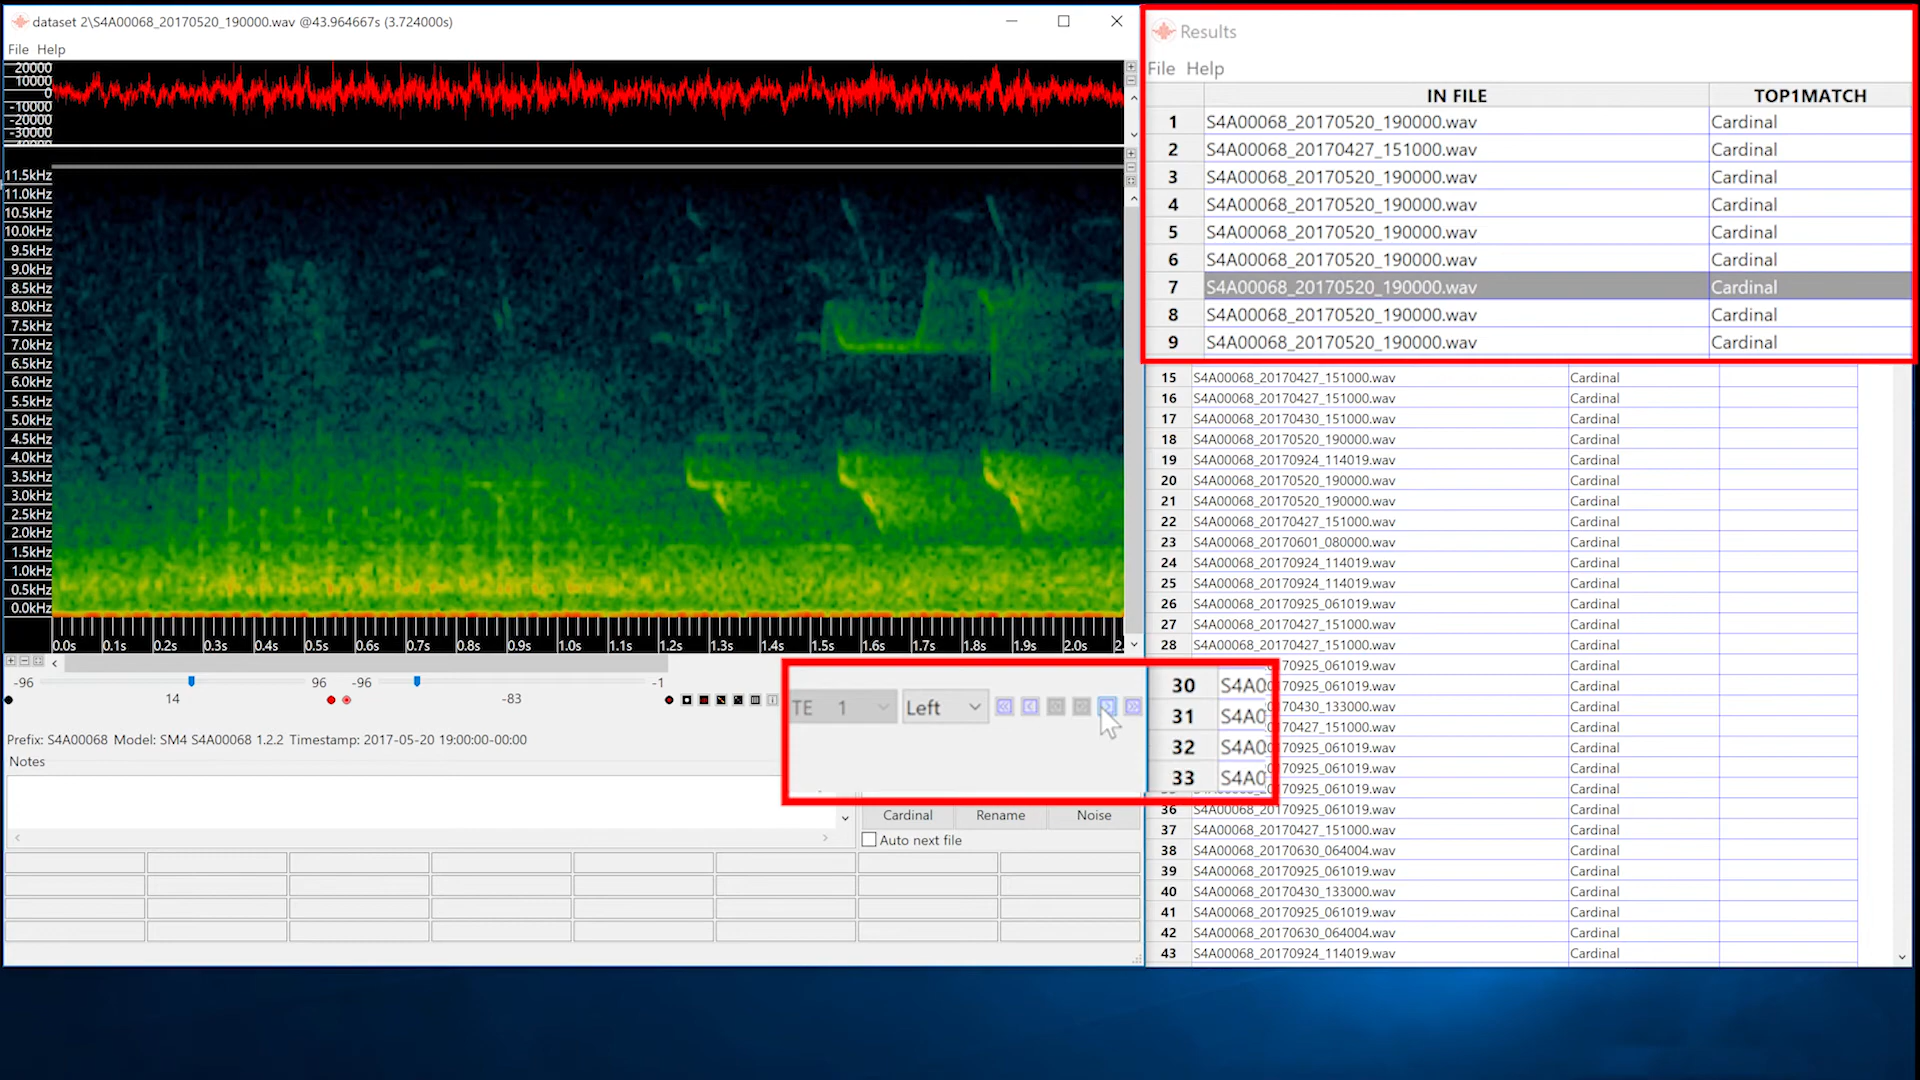 dataset 2\S4A00068_20170520_190000.wav @43.964667s (3.724000s)
File Help
20000
10000
0
-10000
-20000
-30000
11.5kHz
11.0kHz
10.5kHz
10.0kHz
9.5kHz
9.0kHz
8.5kHz
8.0kHz
7.5kHz
7.0kHz
6.5kHz
6.0kHz
5.5kHz
5.0kHz
4.5kHz
4.0kHz
3.5kHz
3.0kHz
2.5kHz
2.0kHz
1.5kHz
1.0kHz
0.5kHz
0.0kHz
0.0s 0.1s 0.2s 0.3s 0.4s 0.5s 0.6s 0.7s 0.8s 0.9s 1.0s 1.1s 1.2s 1.3s 1.4s 1.5s 1.6s 1.7s 1.8s 1.9s 2.0s 2.
-96 96 -96 -1
14 -83
Prefix: S4A00068 Model: SM4 S4A00068 1.2.2 Timestamp: 2017-05-20 19:00:00-00:00
Notes
TE 1 Left
30 S4A0
31 S4A0
32 S4A0
33 S4A0
Cardinal Rename Noise
Auto next file
Results
File Help
IN FILE TOP1MATCH
1 S4A00068_20170520_190000.wav Cardinal
2 S4A00068_20170427_151000.wav Cardinal
3 S4A00068_20170520_190000.wav Cardinal
4 S4A00068_20170520_190000.wav Cardinal
5 S4A00068_20170520_190000.wav Cardinal
6 S4A00068_20170520_190000.wav Cardinal
7 S4A00068_20170520_190000.wav Cardinal
8 S4A00068_20170520_190000.wav Cardinal
9 S4A00068_20170520_190000.wav Cardinal
15 S4A00068_20170427_151000.wav Cardinal
16 S4A00068_20170427_151000.wav Cardinal
17 S4A00068_20170430_151000.wav Cardinal
18 S4A00068_20170520_190000.wav Cardinal
19 S4A00068_20170924_114019.wav Cardinal
20 S4A00068_20170520_190000.wav Cardinal
21 S4A00068_20170520_190000.wav Cardinal
22 S4A00068_20170427_151000.wav Cardinal
23 S4A00068_20170601_080000.wav Cardinal
24 S4A00068_20170924_114019.wav Cardinal
25 S4A00068_20170924_114019.wav Cardinal
26 S4A00068_20170925_061019.wav Cardinal
27 S4A00068_20170427_151000.wav Cardinal
28 S4A00068_20170427_151000.wav Cardinal
70925_061019.wav Cardinal
70925_061019.wav Cardinal
70430_133000.wav Cardinal
70427_151000.wav Cardinal
70925_061019.wav Cardinal
70925_061019.wav Cardinal
70925_061019.wav Cardinal
36 S4A00068_20170925_061019.wav Cardinal
37 S4A00068_20170427_151000.wav Cardinal
38 S4A00068_20170630_064004.wav Cardinal
39 S4A00068_20170925_061019.wav Cardinal
40 S4A00068_20170430_133000.wav Cardinal
41 S4A00068_20170925_061019.wav Cardinal
42 S4A00068_20170630_064004.wav Cardinal
43 S4A00068_20170924_114019.wav Cardinal